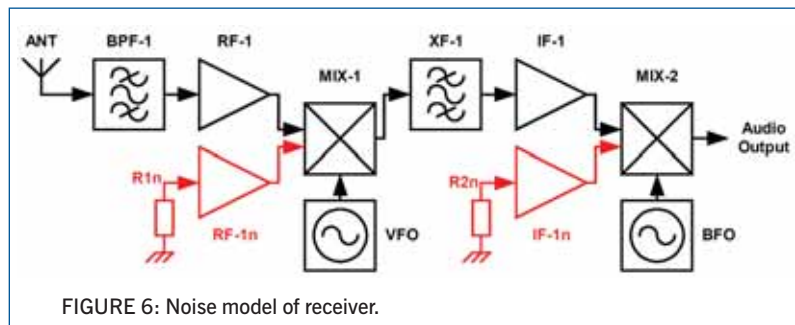 ANT
BPF-1
RF-1
MIX-1
XF-1
IF-1
MIX-2
Audio
Output
R1n
RF-1n
VFO
R2n
IF-1n
BFO
FIGURE 6: Noise model of receiver.